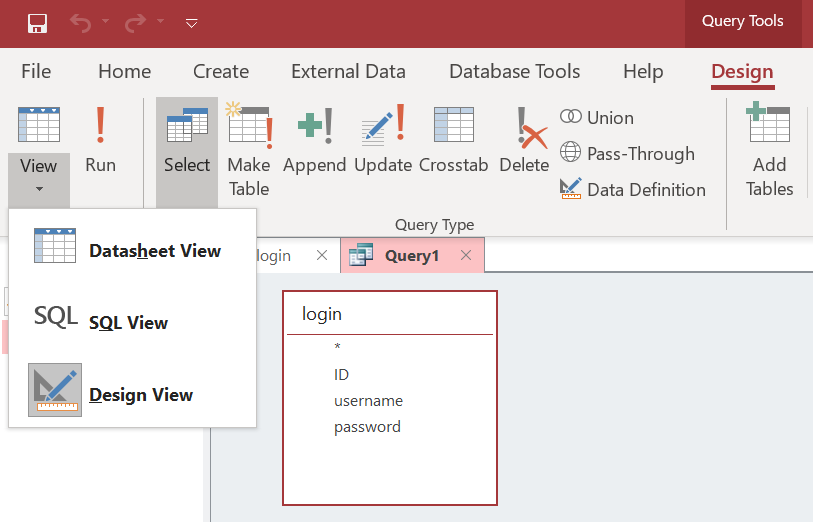 Query Tools
File Home Create External Data Database Tools Help Design
View Run Select Make Table Append Update Crosstab Delete
Union
Pass-Through
Data Definition
Add Tables
Query Type
Datasheet View
SQL SQL View
Design View
login Query1
login
*
ID
username
password